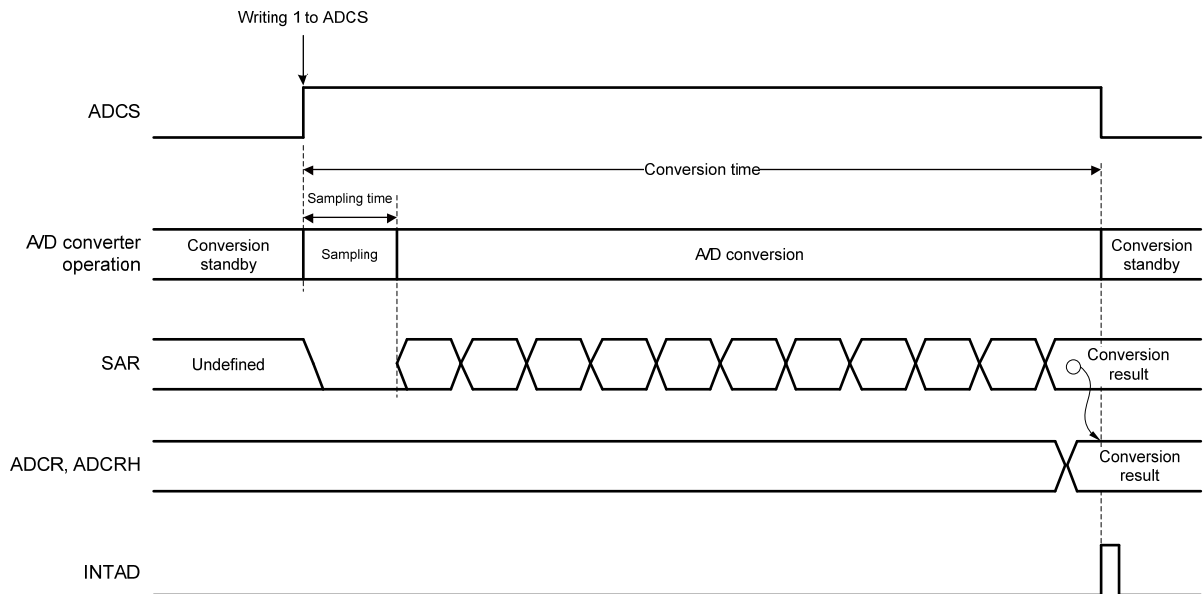 Writing 1 to ADCS
ADCS
Conversion time
Sampling time
A/D converter
operation
Conversion
standby
Sampling
A/D conversion
Conversion
standby
SAR
Undefined
Conversion
result
ADCR, ADCRH
Conversion
result
INTAD